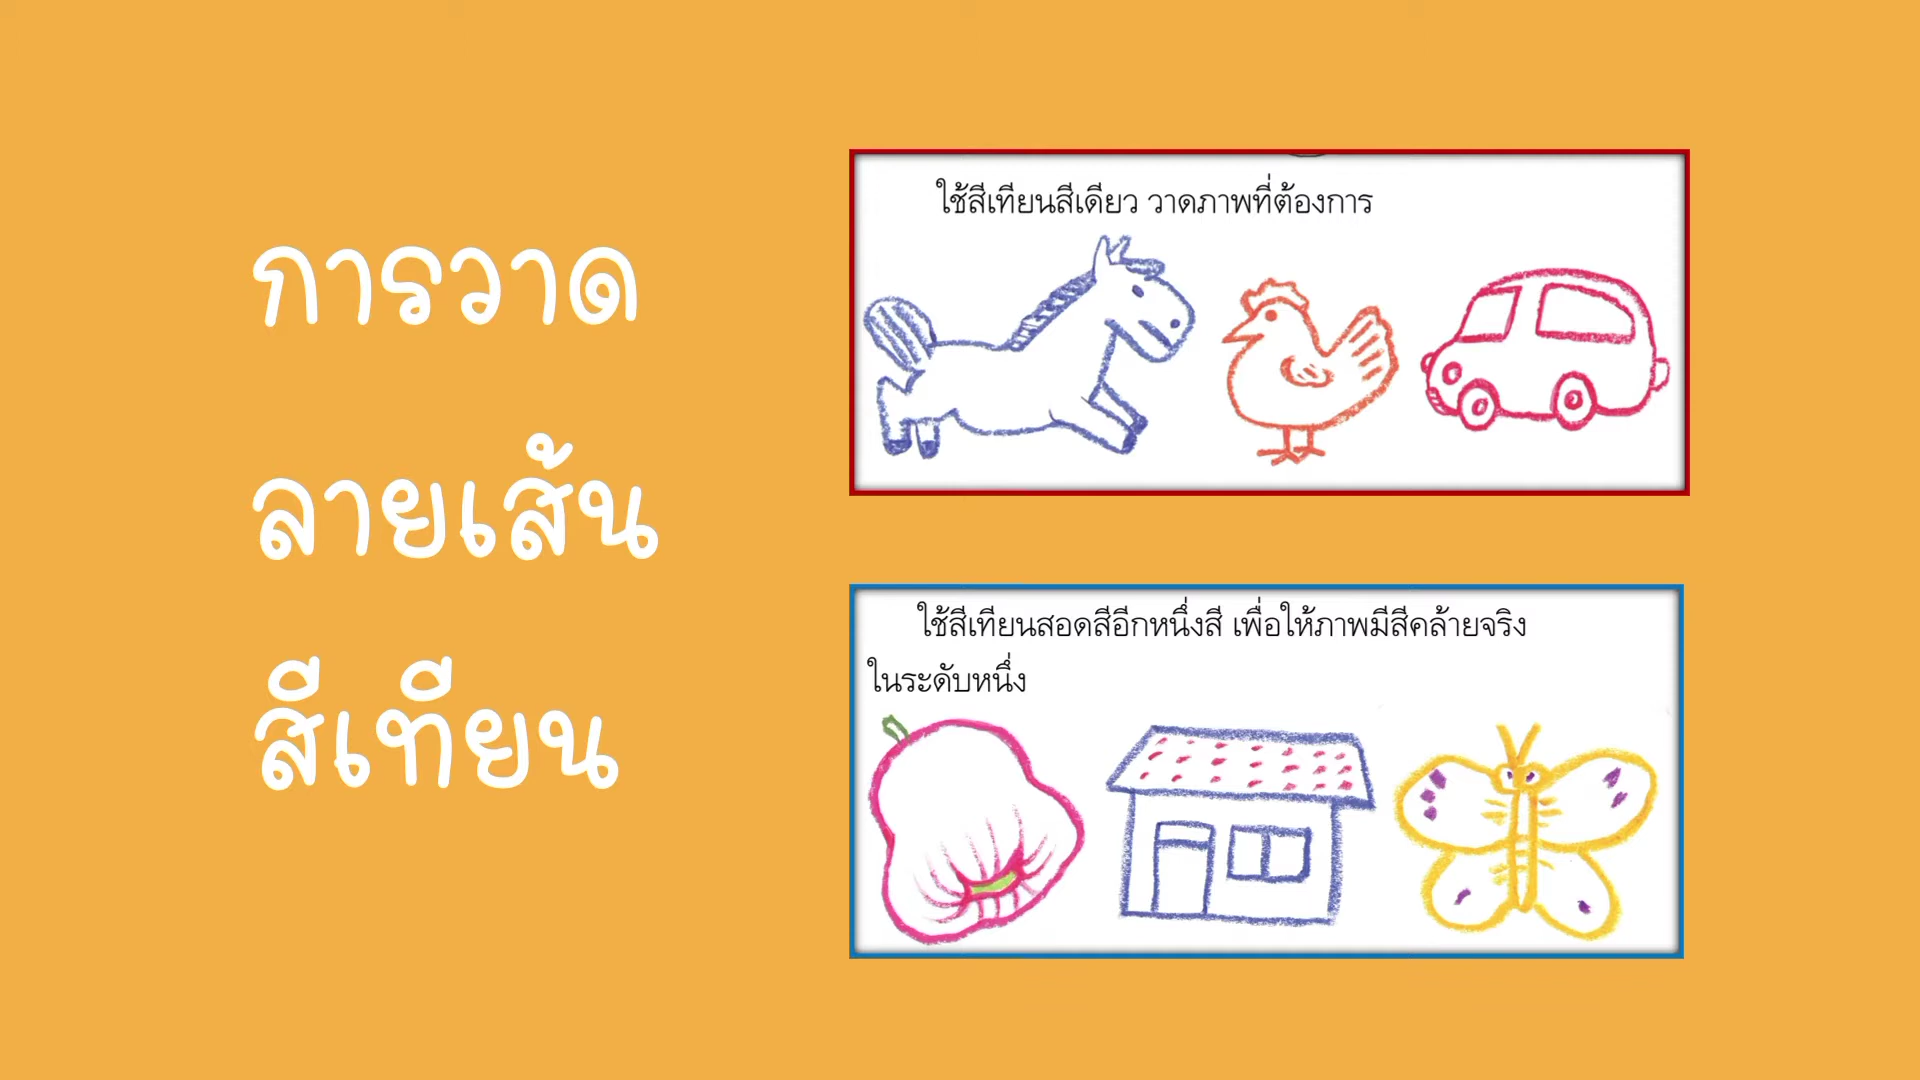 การวาด
ลายเส้น
สีเทียน
ใช้สีเทียนสีเดียว วาดภาพที่ต้องการ
ใช้สีเทียนสอดสีอีกหนึ่งสี เพื่อให้ภาพมีสีคล้ายจริง
ในระดับหนึ่ง